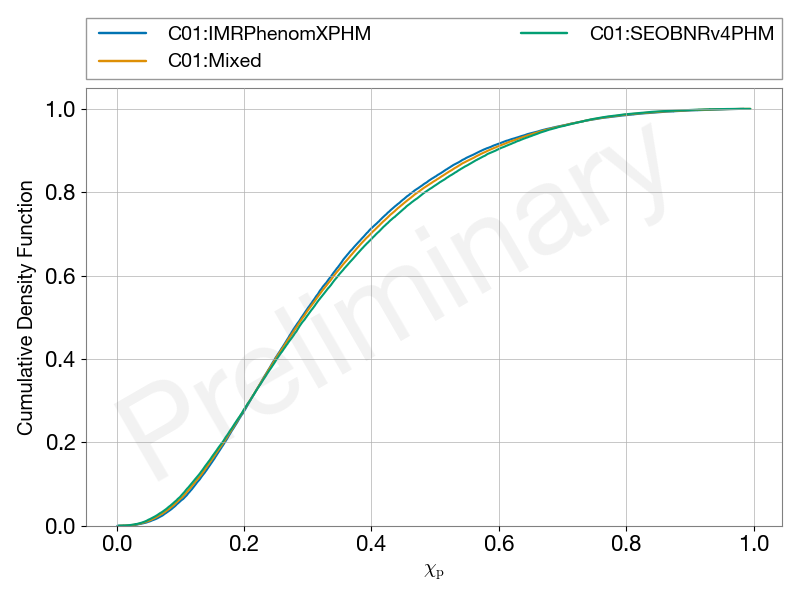 C01:IMRPhenomXPHM
C01:Mixed
C01:SEOBNRv4PHM
Cumulative Density Function
1.0
0.8
0.6
0.4
0.2
0.0
Preliminary
0.0 0.2 0.4 0.6 0.8 1.0
χp